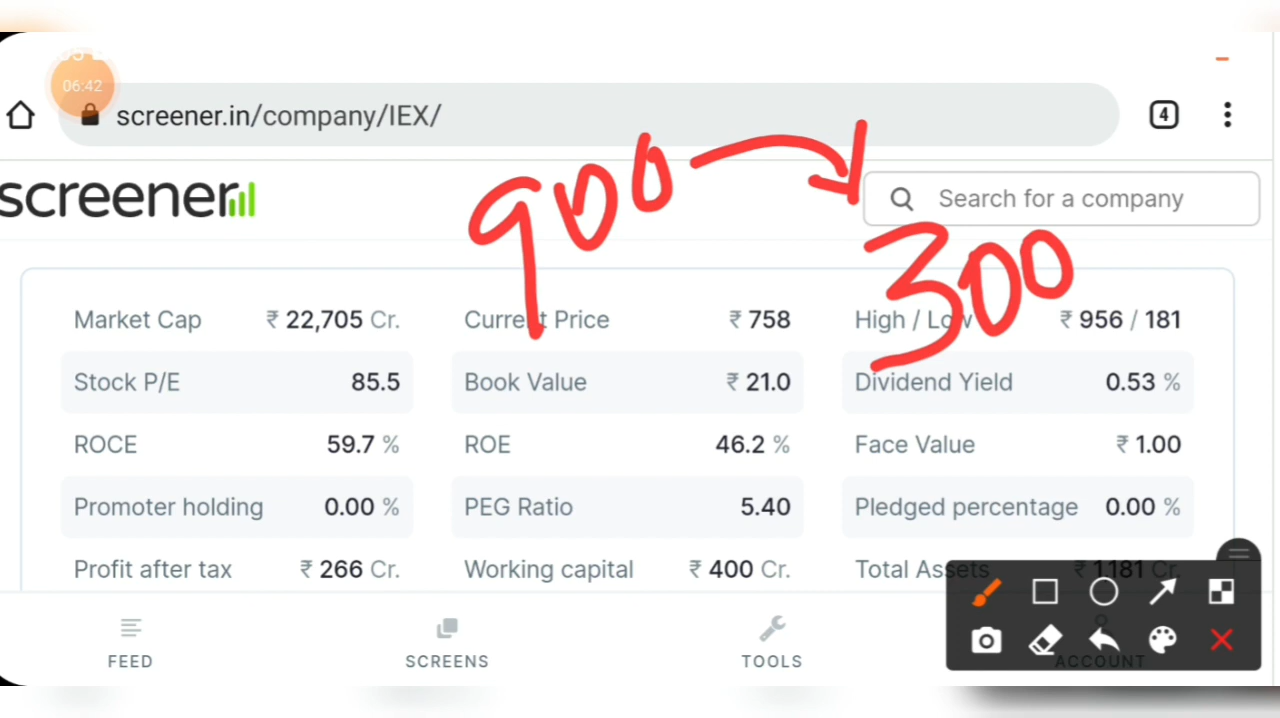 06:42
screener.in/company/IEX/
4
900
screener
Search for a company
300
Market Cap ₹ 22,705 Cr.
Current Price ₹ 758
High / Low ₹ 956 / 181
Stock P/E 85.5
Book Value ₹ 21.0
Dividend Yield 0.53 %
ROCE 59.7 %
ROE 46.2 %
Face Value ₹ 1.00
Promoter holding 0.00 %
PEG Ratio 5.40
Pledged percentage 0.00 %
Profit after tax ₹ 266 Cr.
Working capital ₹ 400 Cr.
Total Assets ₹ 1181 Cr.
FEED
SCREENS
TOOLS
ACCOUNT